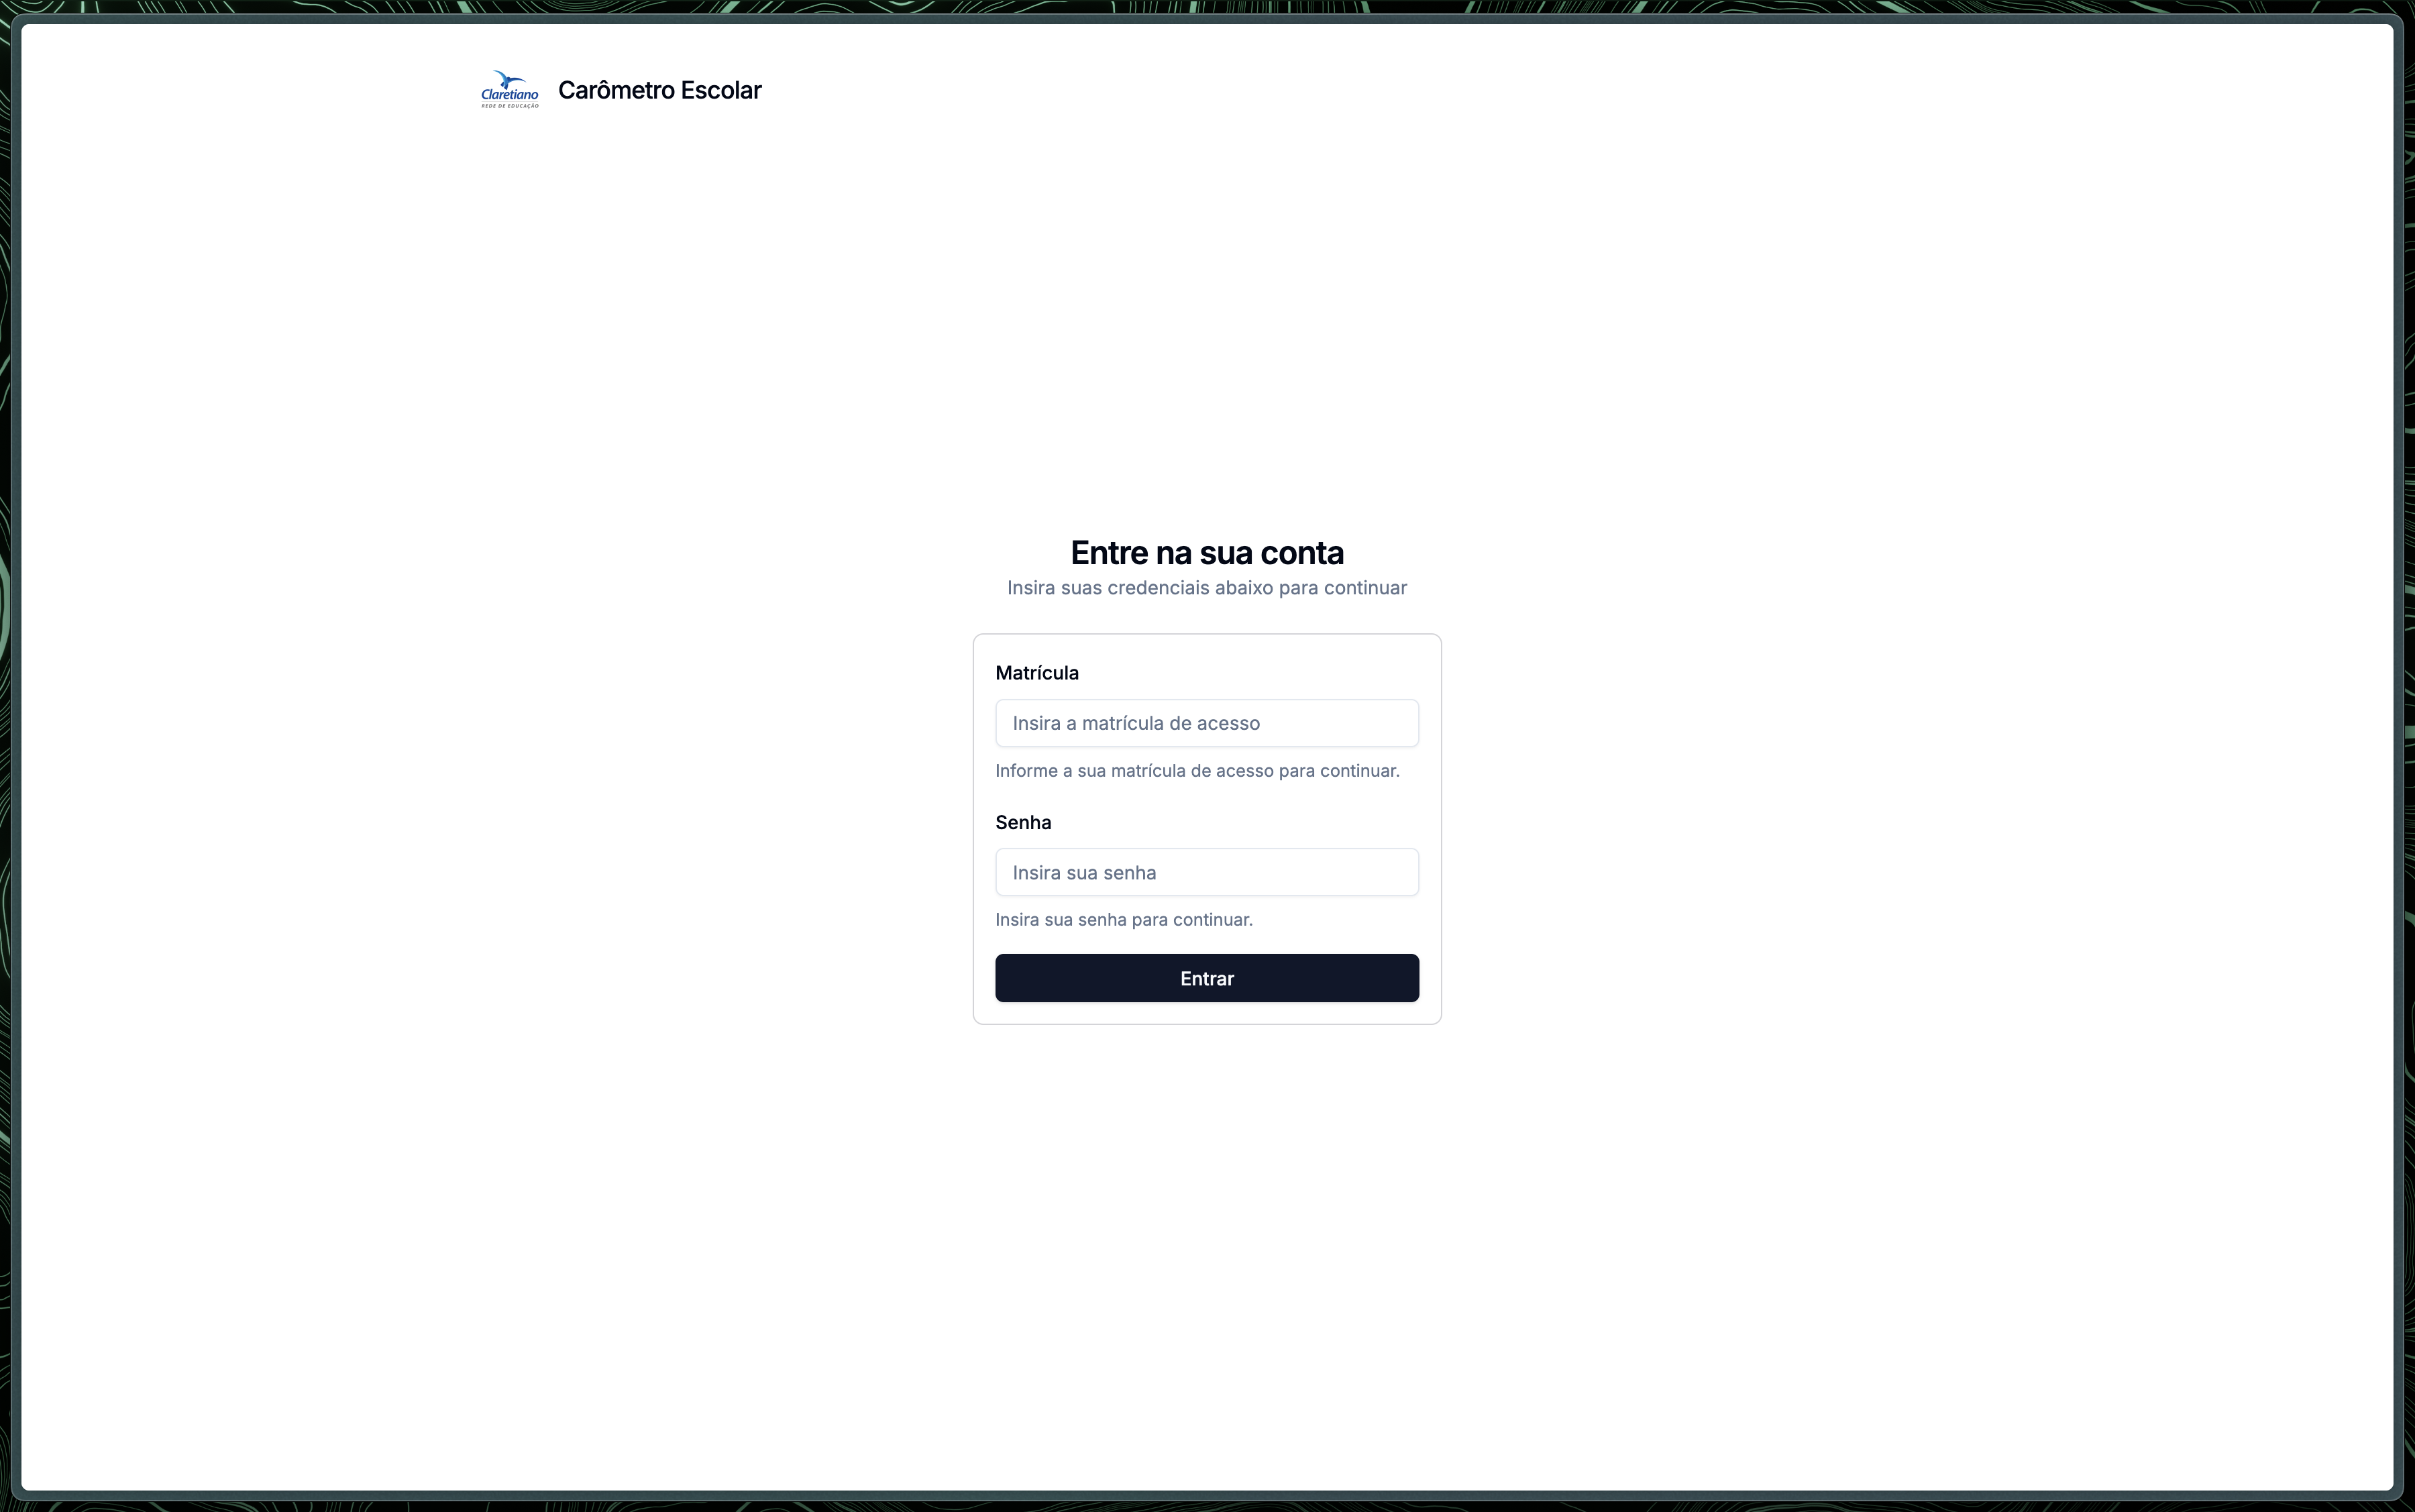 Claretiano
REDE DE EDUCAÇÃO
Carômetro Escolar
Entre na sua conta
Insira suas credenciais abaixo para continuar
Matrícula
Insira a matrícula de acesso
Informe a sua matrícula de acesso para continuar.
Senha
Insira sua senha
Insira sua senha para continuar.
Entrar